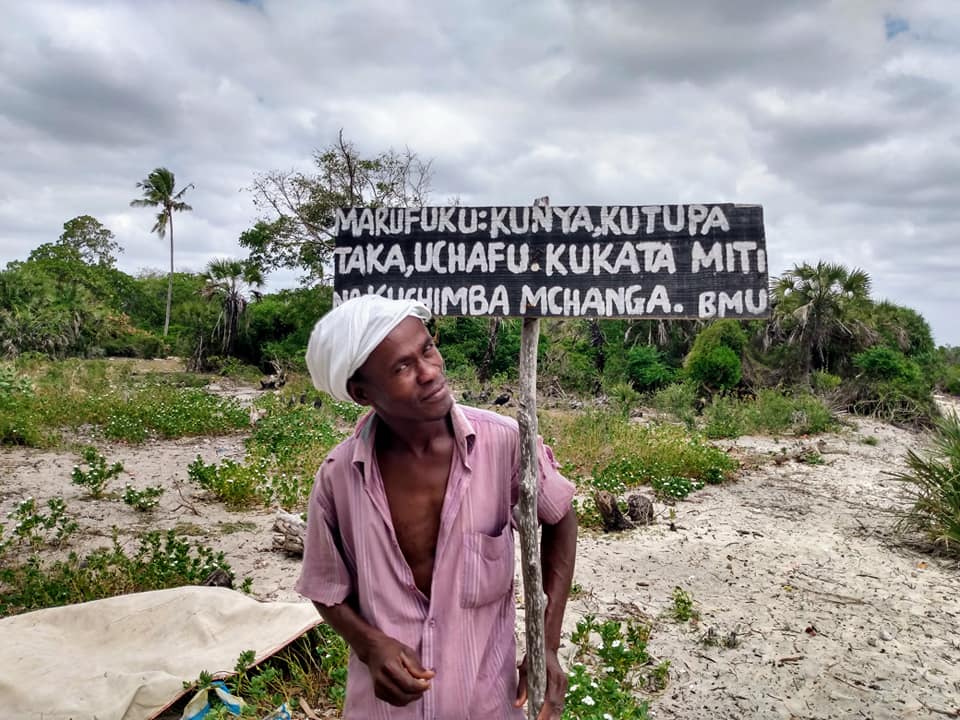 MARUFUKU:KUNYA,KUTUPA
TAKA,UCHAFU.KUKATA MITI
NA KUCHIMBA MCHANGA. BMU